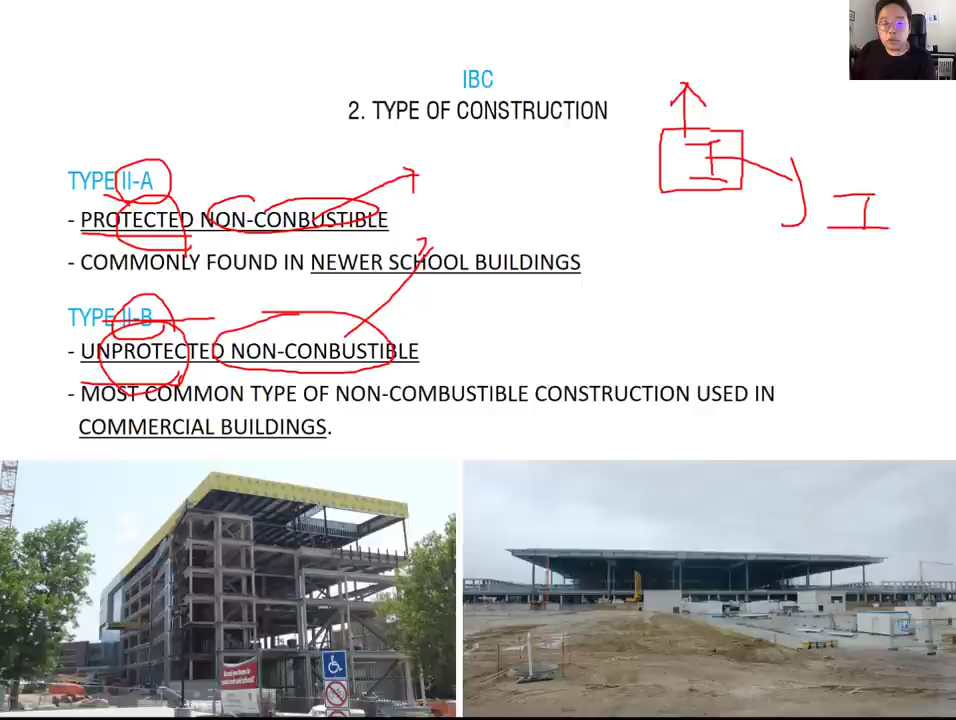 IBC
2. TYPE OF CONSTRUCTION
TYPE II-A
- PROTECTED NON-CONBUSTIBLE
- COMMONLY FOUND IN NEWER SCHOOL BUILDINGS
TYPE II-B
- UNPROTECTED NON-CONBUSTIBLE
- MOST COMMON TYPE OF NON-COMBUSTIBLE CONSTRUCTION USED IN
COMMERCIAL BUILDINGS.